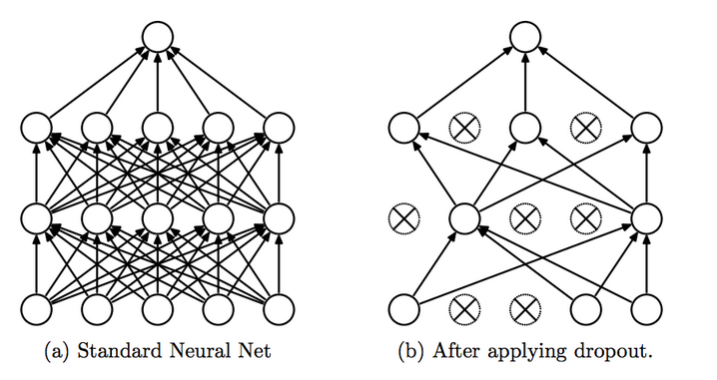 (a) Standard Neural Net
(b) After applying dropout.